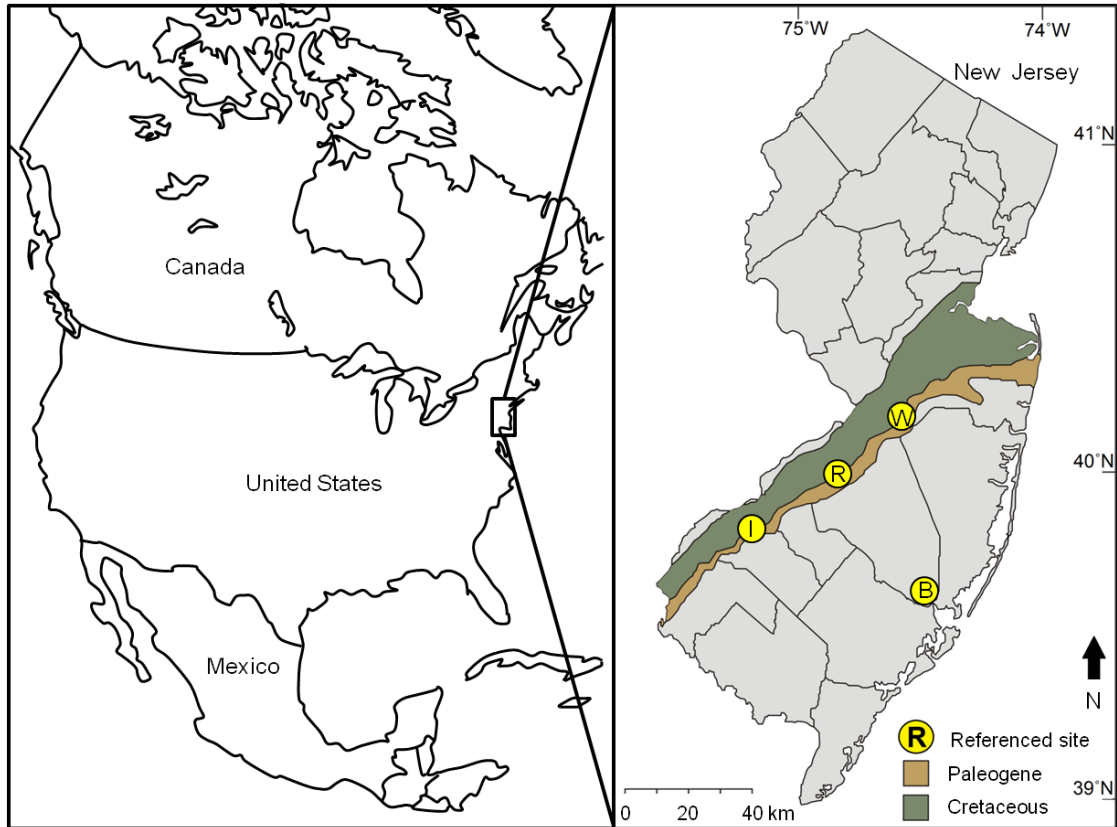 Canada
United States
Mexico
75˚W
74˚W
New Jersey
41˚N
W
R
40˚N
I
B
N
R Referenced site
Paleogene
Cretaceous
0 20 40 km
39˚N